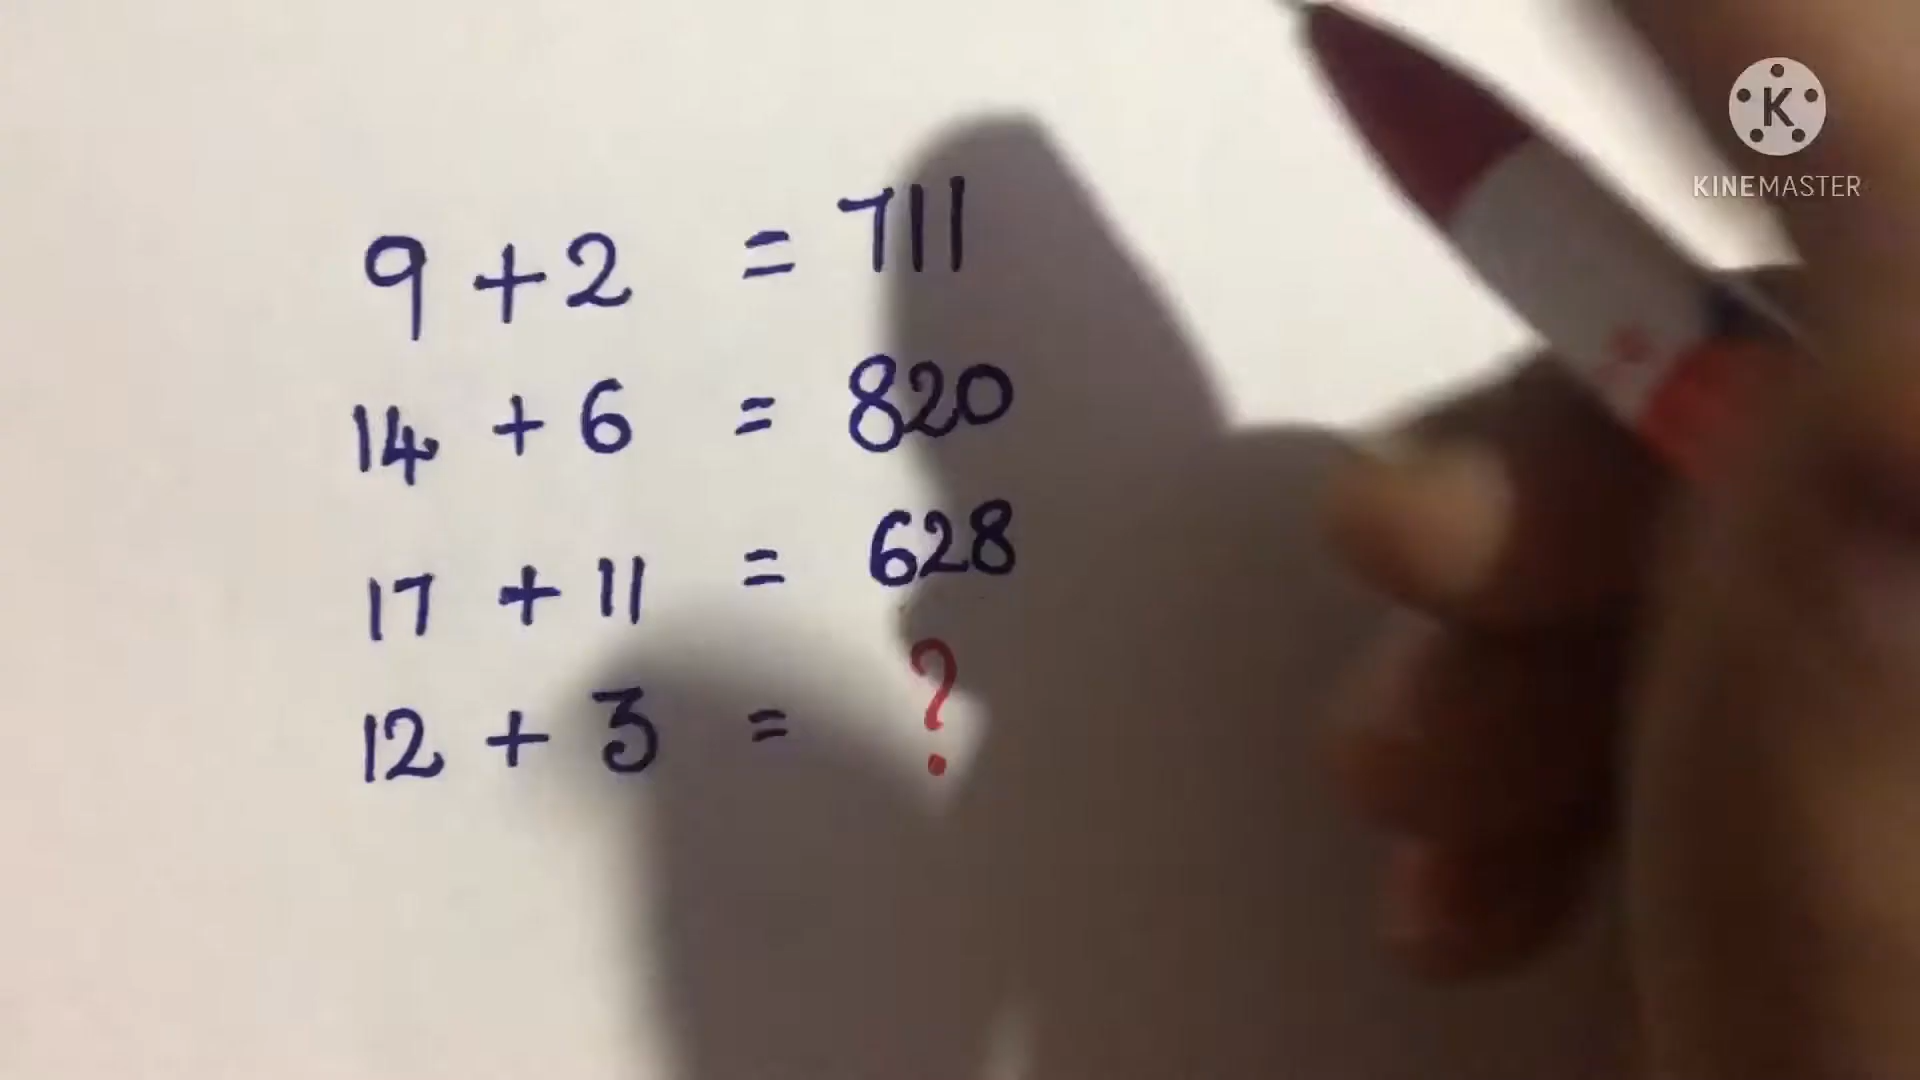 9 + 2 = 711
14 + 6 = 820
17 + 11 = 628
12 + 3 = ?
K
KINEMASTER